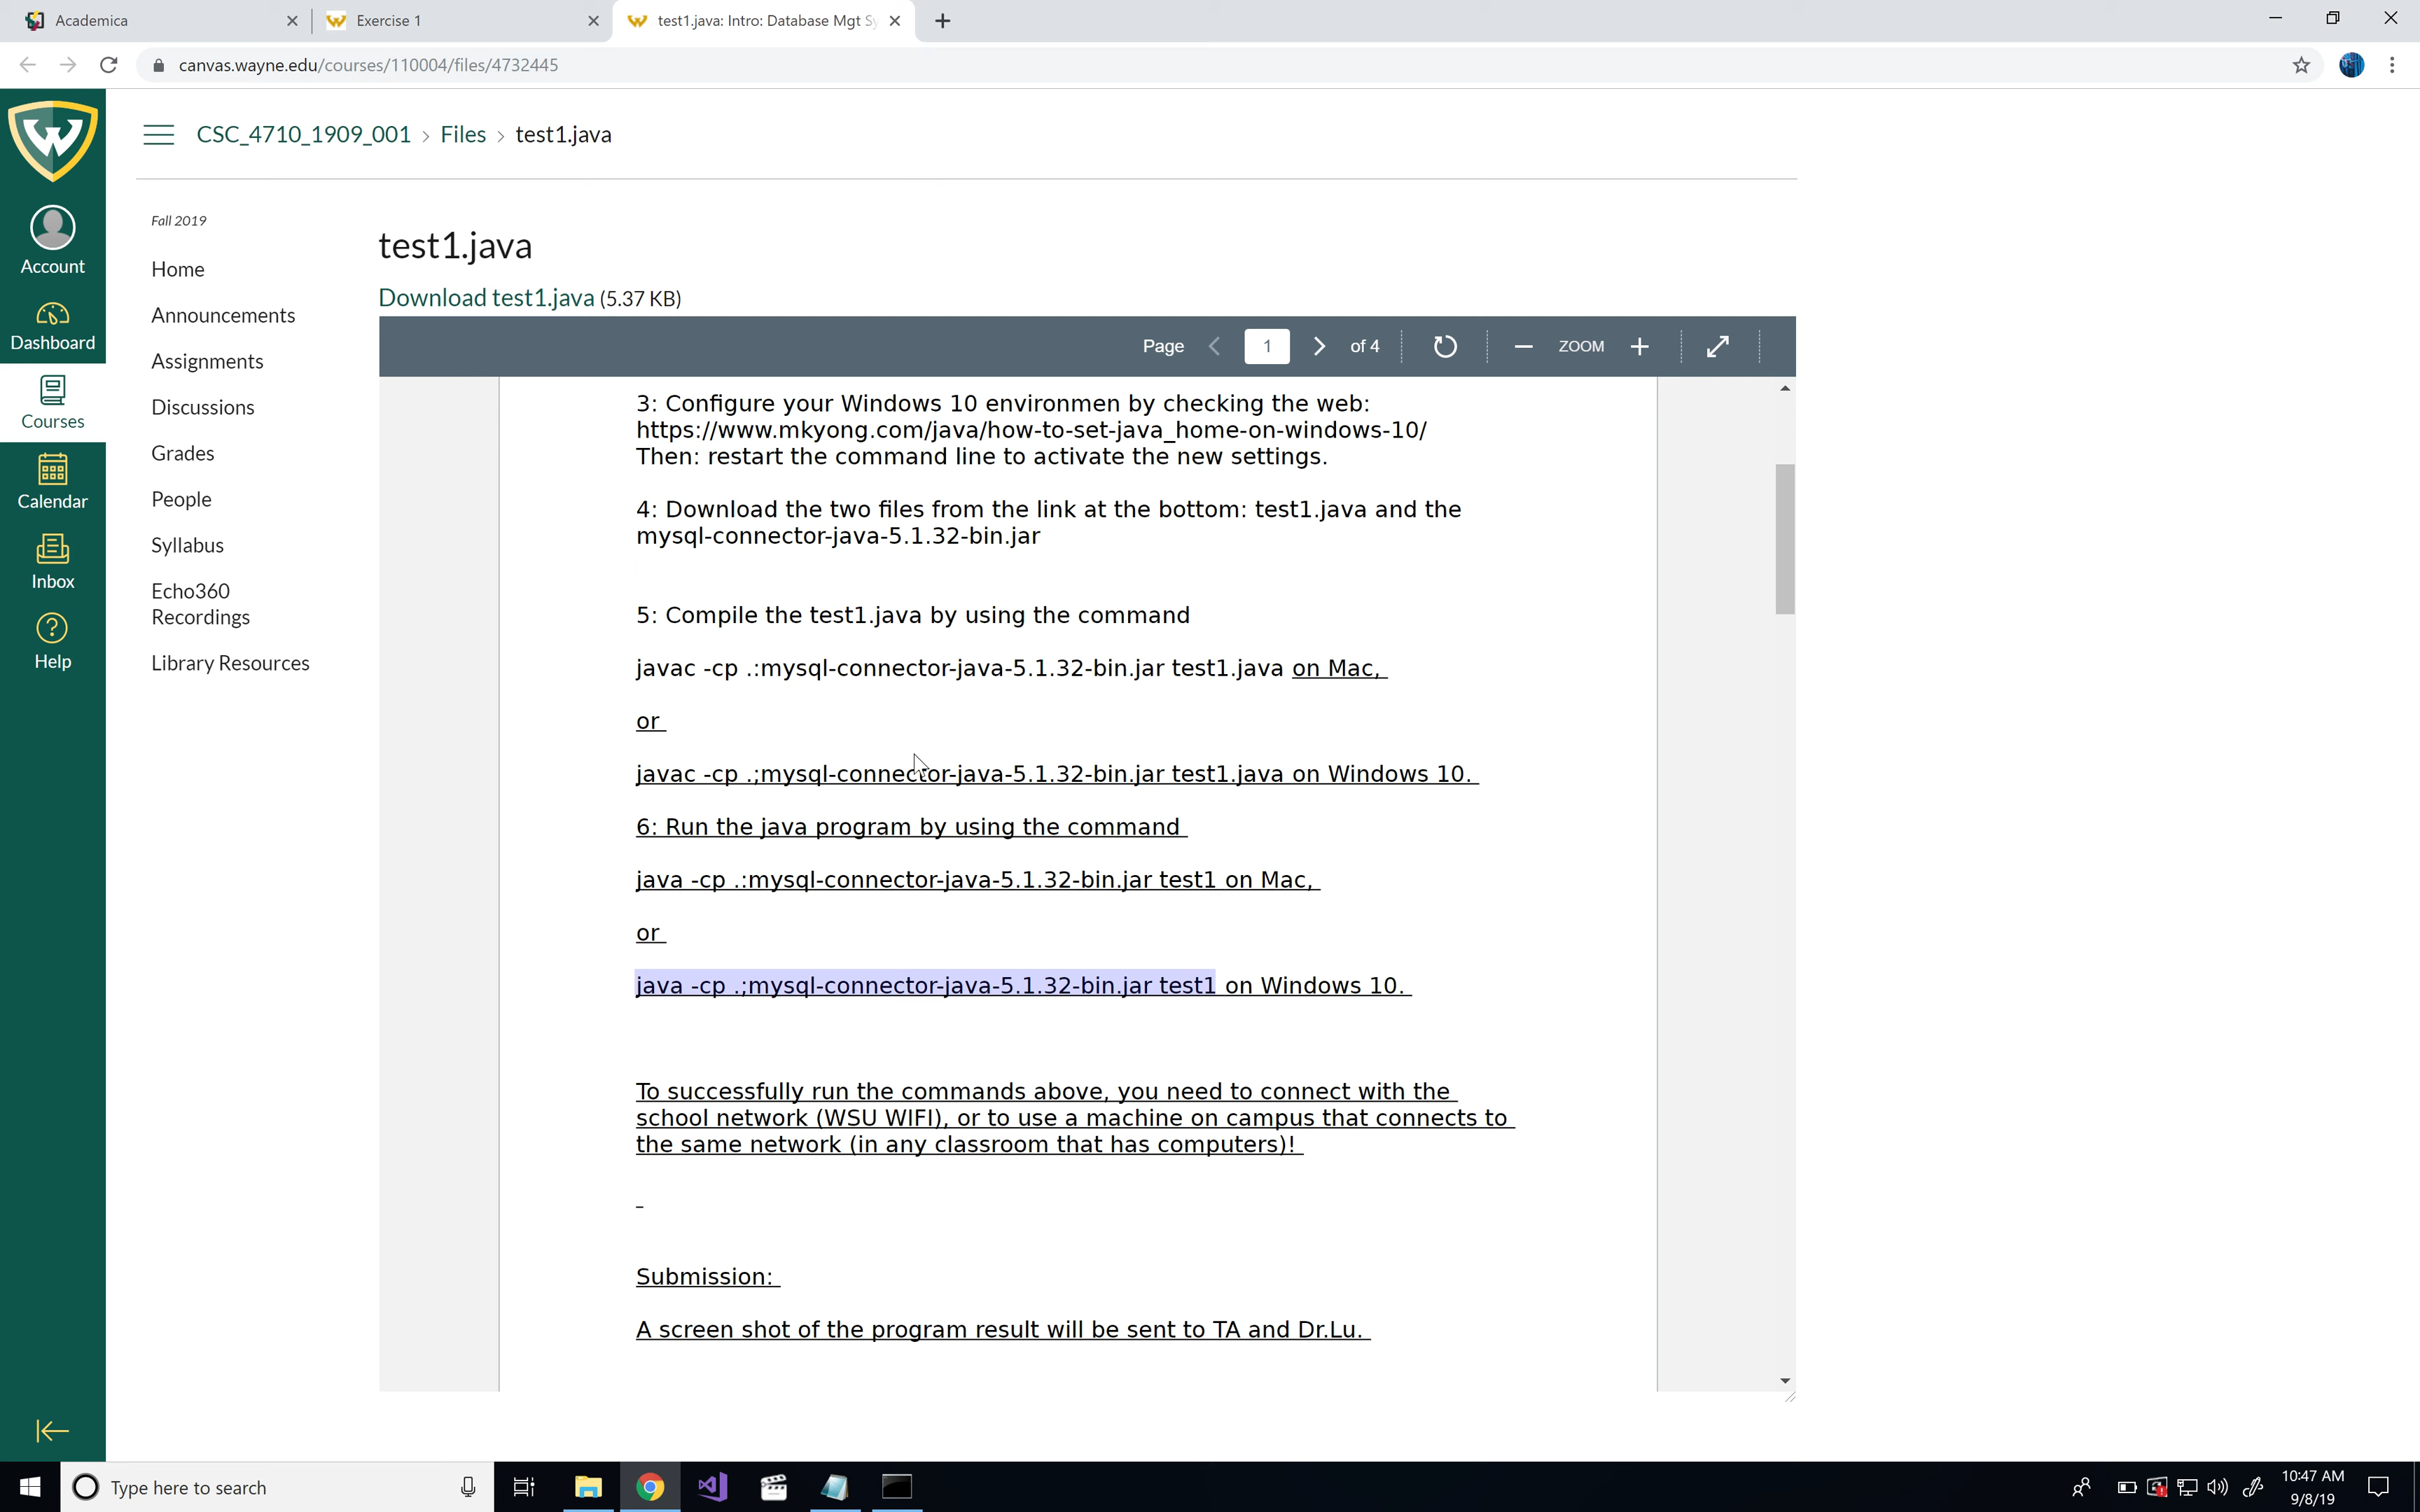 Academica
Exercise 1
test1.java: Intro: Database Mgt Sy
canvas.wayne.edu/courses/110004/files/4732445
CSC_4710_1909_001 › Files › test1.java
Account
Dashboard
Courses
Calendar
Inbox
Help
Fall 2019
Home
Announcements
Assignments
Discussions
Grades
People
Syllabus
Echo360
Recordings
Library Resources
test1.java
Download test1.java (5.37 KB)
Page 1 of 4 ZOOM
3: Configure your Windows 10 environmen by checking the web:
https://www.mkyong.com/java/how-to-set-java_home-on-windows-10/
Then: restart the command line to activate the new settings.
4: Download the two files from the link at the bottom: test1.java and the
mysql-connector-java-5.1.32-bin.jar
5: Compile the test1.java by using the command
javac -cp .:mysql-connector-java-5.1.32-bin.jar test1.java on Mac,
or
javac -cp .;mysql-connector-java-5.1.32-bin.jar test1.java on Windows 10.
6: Run the java program by using the command
java -cp .:mysql-connector-java-5.1.32-bin.jar test1 on Mac,
or
java -cp .;mysql-connector-java-5.1.32-bin.jar test1 on Windows 10.
To successfully run the commands above, you need to connect with the
school network (WSU WIFI), or to use a machine on campus that connects to
the same network (in any classroom that has computers)!
Submission:
A screen shot of the program result will be sent to TA and Dr.Lu.
Type here to search
10:47 AM
9/8/19